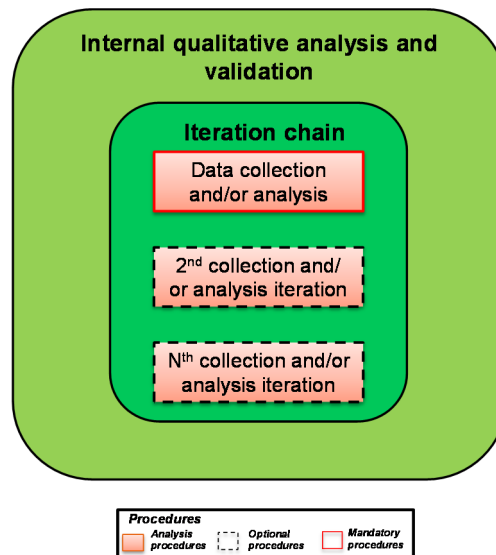 Internal qualitative analysis and
validation
Iteration chain
Data collection
and/or analysis
2nd collection and/
or analysis iteration
Nth collection and/or
analysis iteration
Procedures
Analysis procedures
Optional procedures
Mandatory procedures